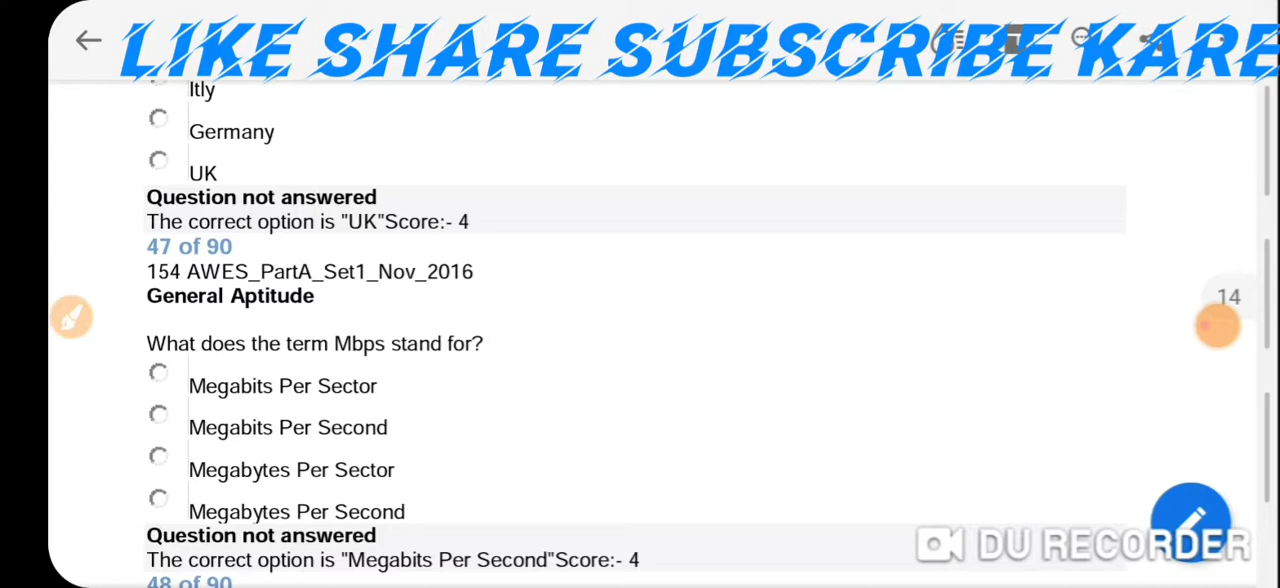 LIKE SHARE SUBSCRIBE KARE
Itly
Germany
UK
Question not answered
The correct option is "UK"Score:- 4
47 of 90
154 AWES_PartA_Set1_Nov_2016
General Aptitude
14
What does the term Mbps stand for?
Megabits Per Sector
Megabits Per Second
Megabytes Per Sector
Megabytes Per Second
Question not answered
The correct option is "Megabits Per Second"Score:- 4
DU RECORDER
48 of 90